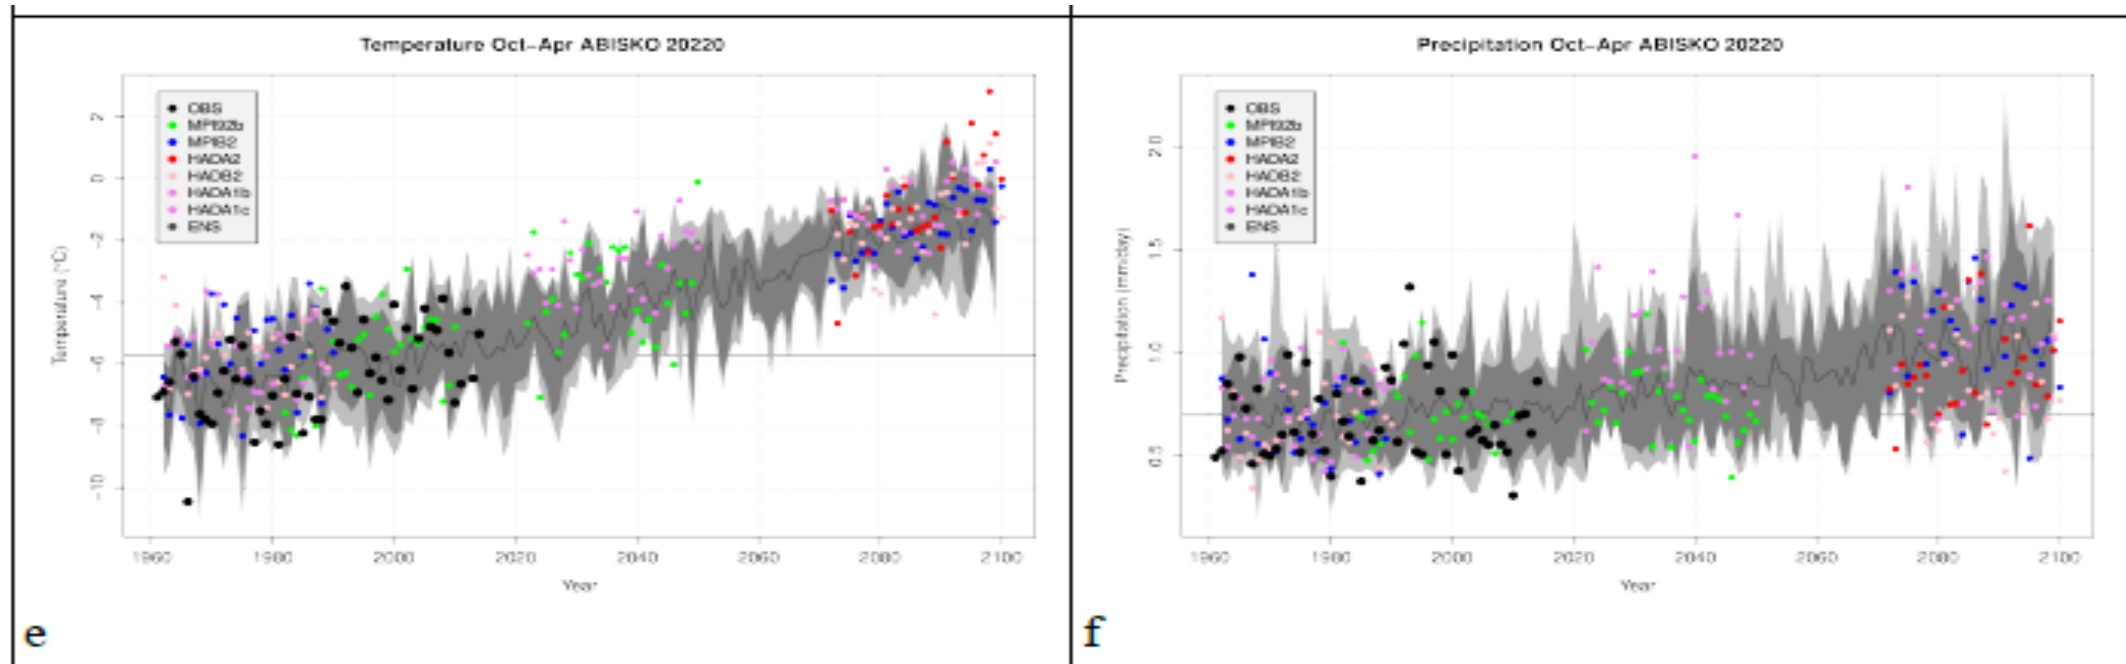 Temperature Oct-Apr ABISKO 20220
OBS
MPI92b
MPIB2
HADA2
HADB2
HADA1b
HADA1c
ENS
Temperature (°C)
2
0
-2
-4
-6
-8
-10
1960 1980 2000 2020 2040 2060 2080 2100
Year
e
Precipitation Oct-Apr ABISKO 20220
OBS
MPI92b
MPIB2
HADA2
HADB2
HADA1b
HADA1c
ENS
Precipitation (mm/day)
2.0
1.5
1.0
0.5
1960 1980 2000 2020 2040 2060 2080 2100
Year
f